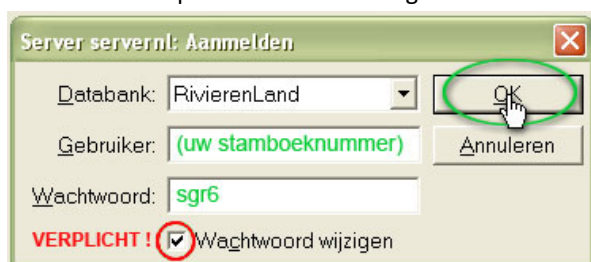 Server servernl: Aanmelden
Databank: RivierenLand OK
Gebruiker: (uw stamboeknummer) Annuleren
Wachtwoord: sgr6
VERPLICHT ! Wachtwoord wijzigen